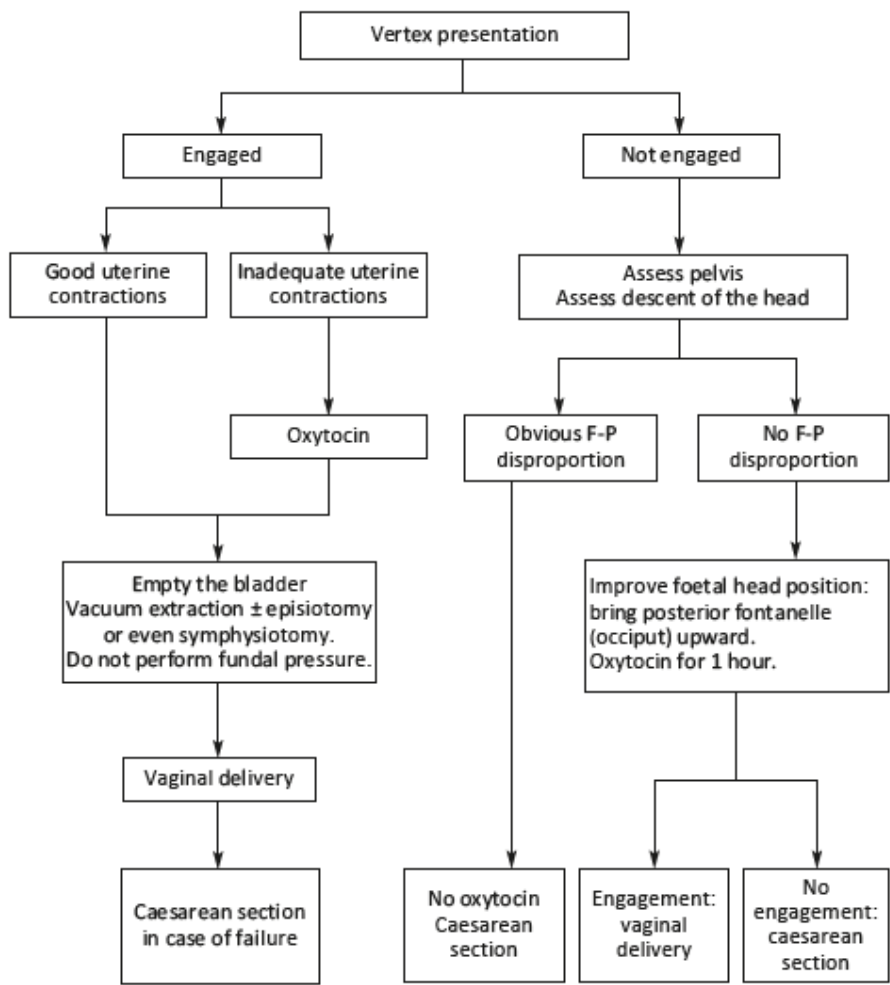 Vertex presentation
Engaged
Not engaged
Good uterine
contractions
Inadequate uterine
contractions
Assess pelvis
Assess descent of the head
Oxytocin
Obvious F-P
disproportion
No F-P
disproportion
Empty the bladder
Vacuum extraction ± episiotomy
or even symphysiotomy.
Do not perform fundal pressure.
Improve foetal head position:
bring posterior fontanelle
(occiput) upward.
Oxytocin for 1 hour.
Vaginal delivery
Caesarean section
in case of failure
No oxytocin
Caesarean
section
Engagement:
vaginal
delivery
No
engagement:
caesarean
section